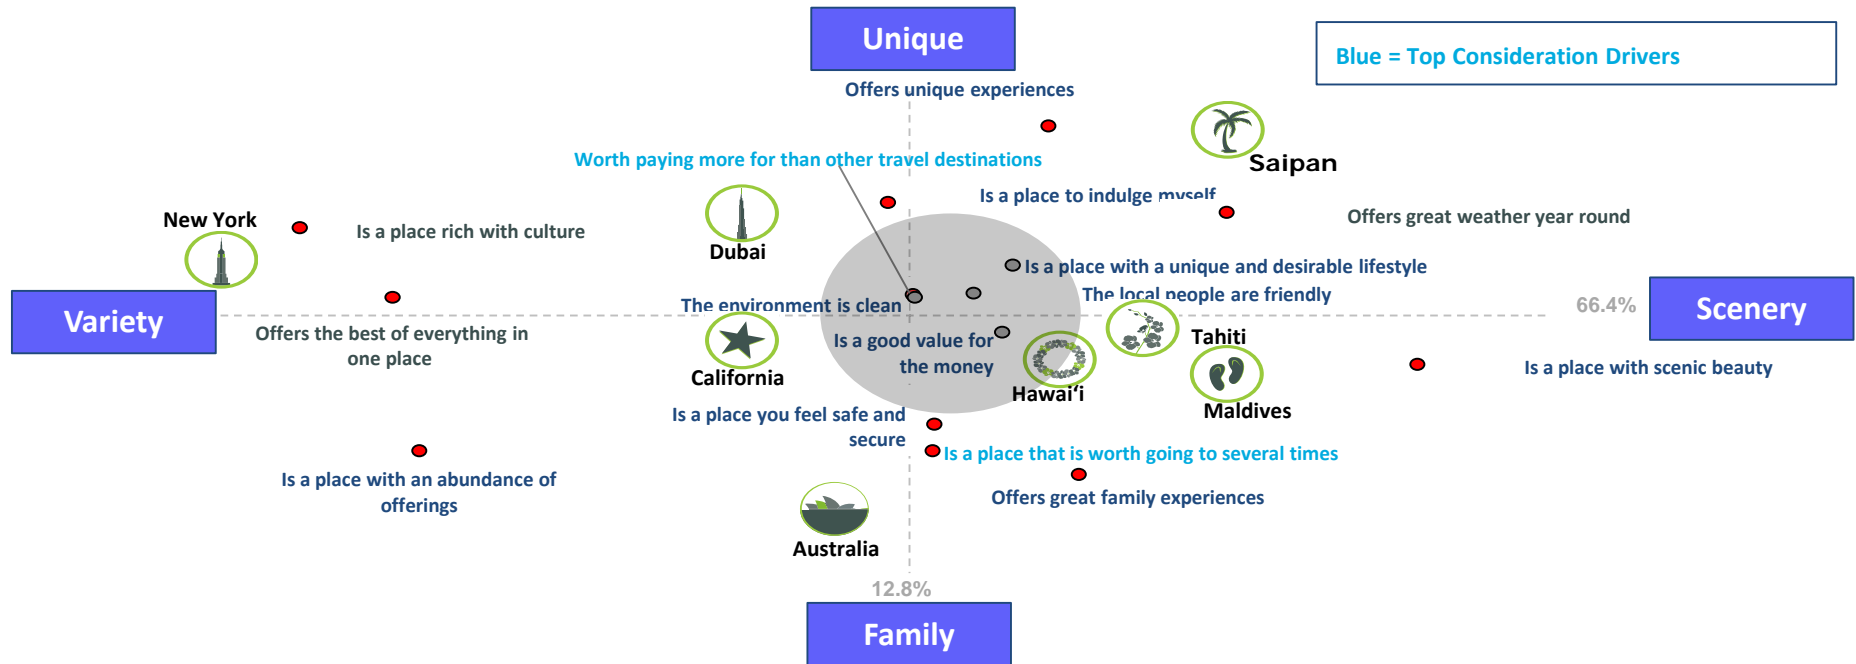 Unique
Blue = Top Consideration Drivers
Offers unique experiences
Worth paying more for than other travel destinations
Saipan
Is a place to indulge myself
New York
Is a place rich with culture
Dubai
Offers great weather year round
Is a place with a unique and desirable lifestyle
The environment is clean
The local people are friendly
Variety
66.4%
Scenery
Offers the best of everything in
one place
Is a good value for
the money
Tahiti
California
Hawai‘i
Maldives
Is a place with scenic beauty
Is a place you feel safe and
secure
Is a place that is worth going to several times
Is a place with an abundance of
offerings
Offers great family experiences
Australia
12.8%
Family